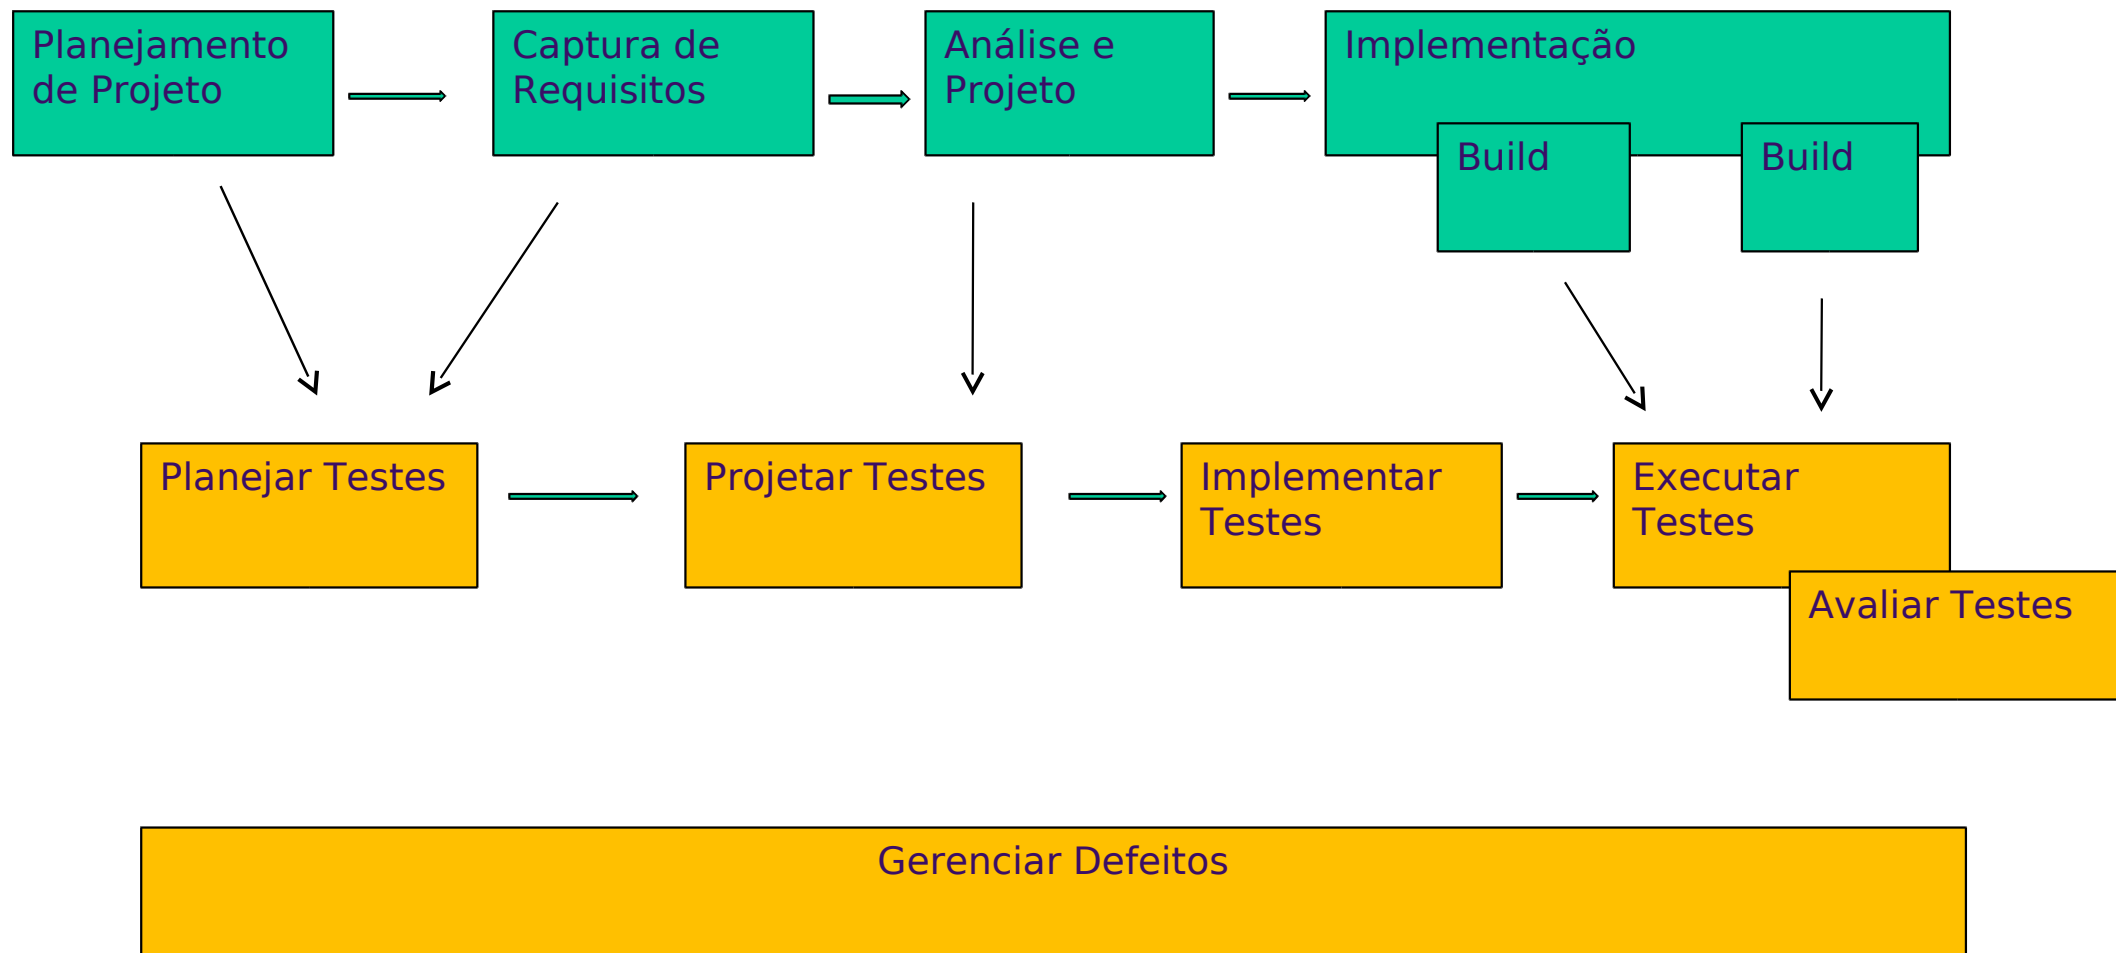 Planejamento
de Projeto
Captura de
Requisitos
Análise e
Projeto
Implementação
Build
Build
Planejar Testes
Projetar Testes
Implementar
Testes
Executar
Testes
Avaliar Testes
Gerenciar Defeitos